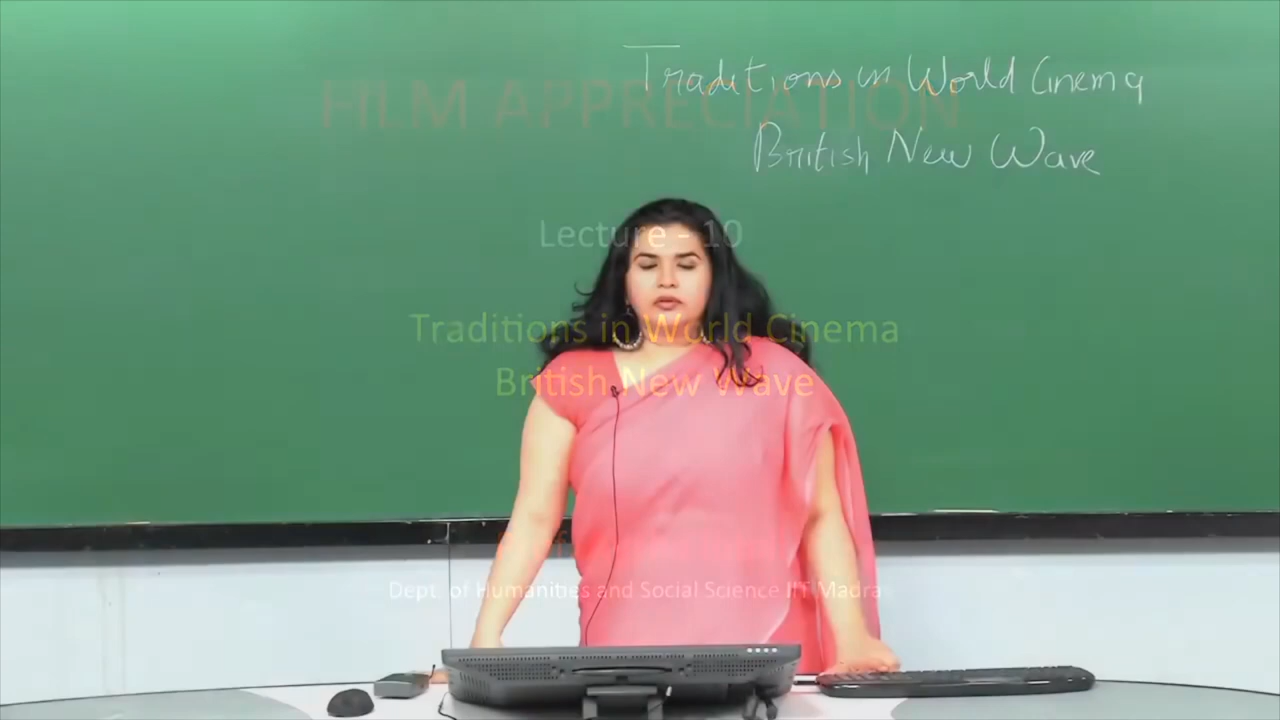 Traditions in World Cinema
British New Wave
FILM APPRECIATION
Lecture - 10
Traditions in World Cinema
British New Wave
Dept. of Humanities and Social Science IIT Madras